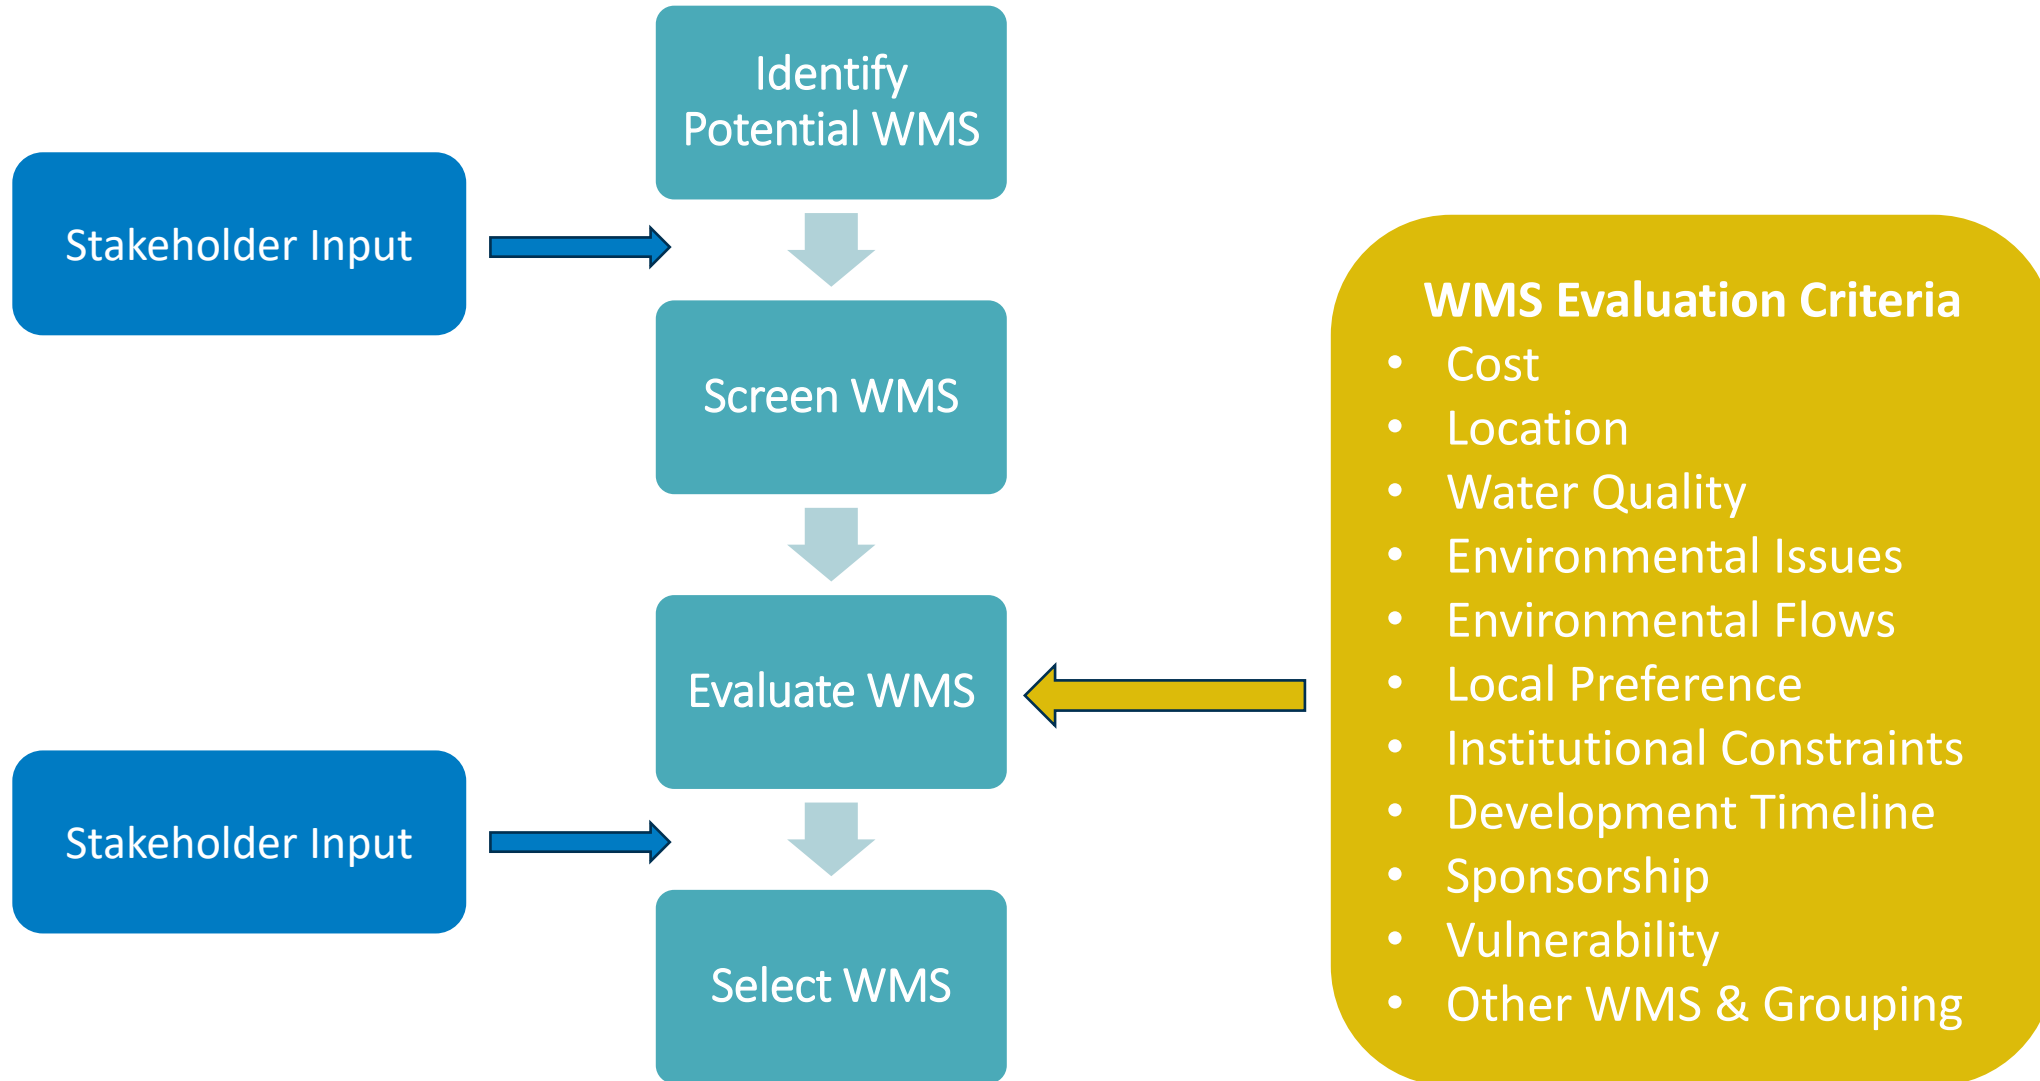 Identify
Potential WMS
Stakeholder Input
Screen WMS
Evaluate WMS
Stakeholder Input
Select WMS
WMS Evaluation Criteria
• Cost
• Location
• Water Quality
• Environmental Issues
• Environmental Flows
• Local Preference
• Institutional Constraints
• Development Timeline
• Sponsorship
• Vulnerability
• Other WMS & Grouping